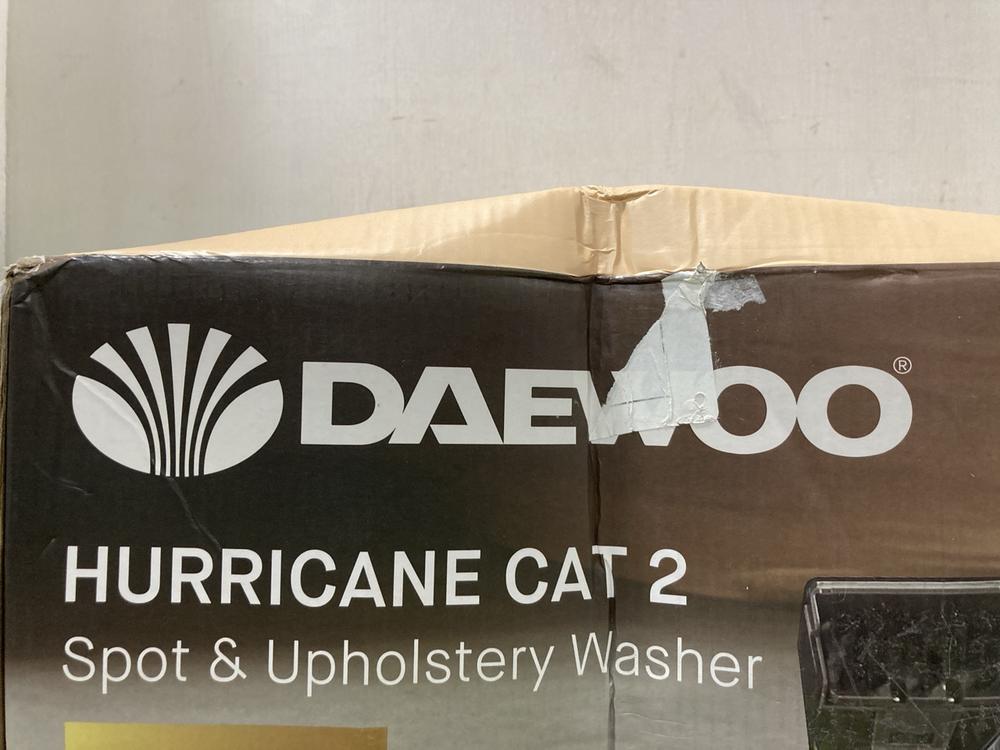 DAEWOO®
HURRICANE CAT 2
Spot & Upholstery Washer